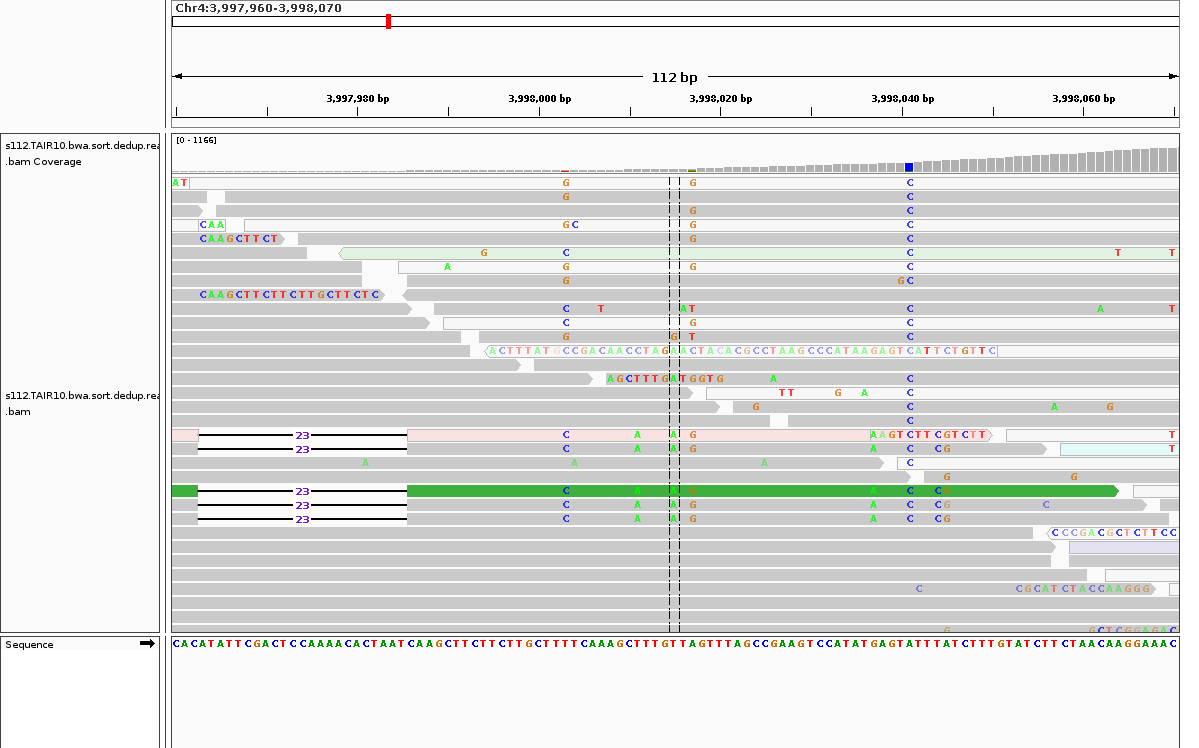 Chr4:3,997,960-3,998,070
112 bp
3,997,980 bp 3,998,000 bp 3,998,020 bp 3,998,040 bp 3,998,060 bp
s112.TAIR10.bwa.sort.dedup.rea
.bam Coverage
[0 - 1166]
AT G G C
G C
G C
CAA GC G C
CAAGCTTCT G C
G C C T T
A G G C
G GC
CAAGCTTCTTCTTGCTTCTC C
C T AT C A T
C G C
G G T C
ACTTTATGCCGACAACCTAGAACTACACGCCTAAGCCCATAAGAGTCATTCTGTTC
AGCTTTGATGGTG A C
s112.TAIR10.bwa.sort.dedup.rea
.bam
TT G A C
G C A G
C
23 C A A G AAGTCTTCGTCTT T
23 C A A G A C CG T
A A A C
G G
23 C A A G A C CG
23 C A A G A C CG C
23 C A A G A C CG
CCCGACGCTCTTCC
C CGCATCTACCAAGGG
G GCTCGGAGAC
Sequence
CACATATTCGACTCCAAAACACTAATCAAGCTTCTTCTTGCTTTTCAAAGCTTTGTTAGTTTAGCCGAAGTCCATATGAGTATTTATCTTTGTATCTTCTAACAAGGAAAC